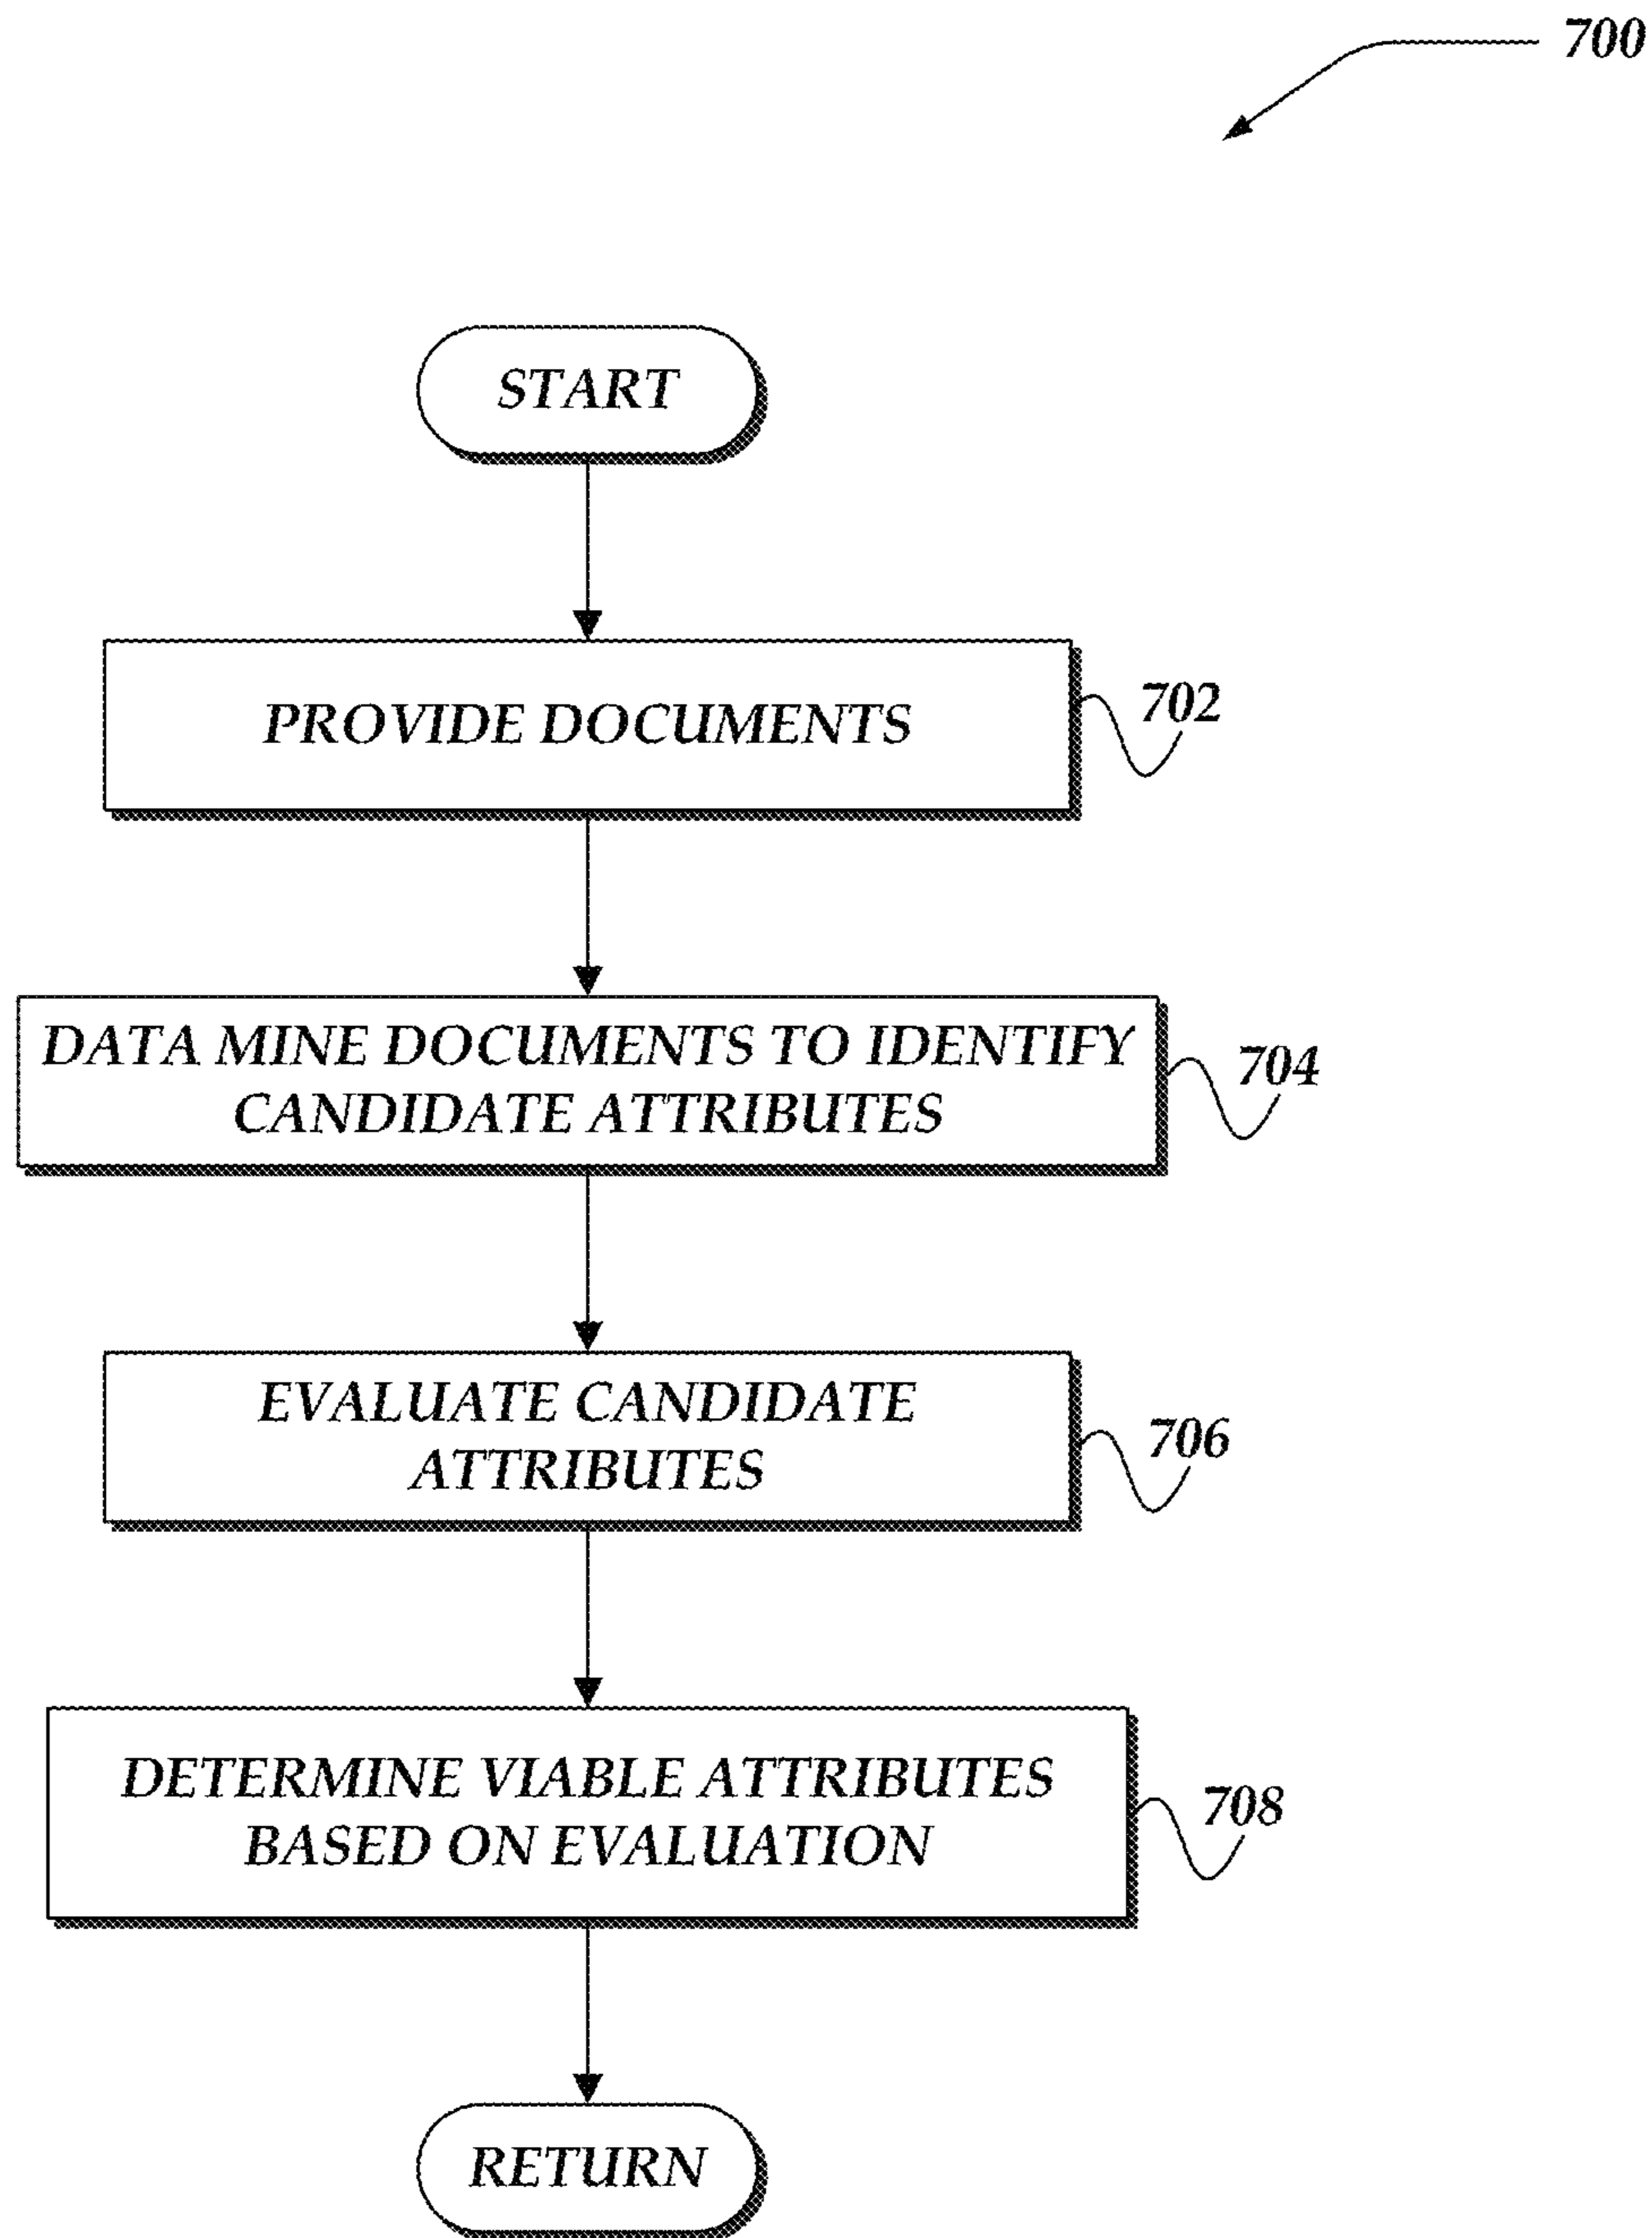 700
START
PROVIDE DOCUMENTS
702
DATA MINE DOCUMENTS TO IDENTIFY
CANDIDATE ATTRIBUTES
704
EVALUATE CANDIDATE
ATTRIBUTES
706
DETERMINE VIABLE ATTRIBUTES
BASED ON EVALUATION
708
RETURN